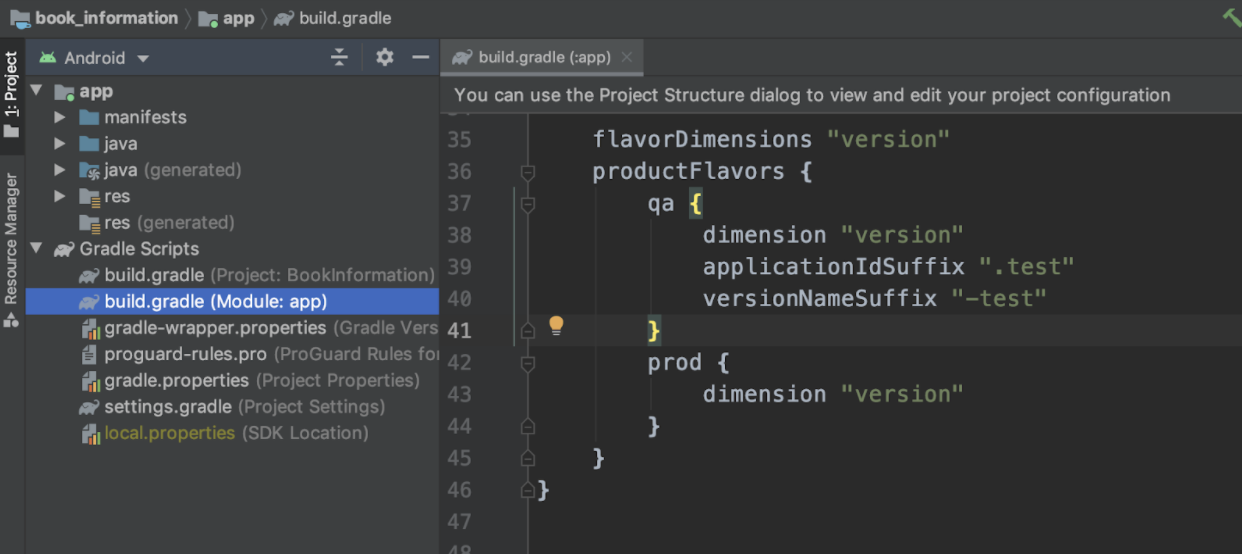 book_information app build.gradle
1: Project
Resource Manager
Android
app
manifests
java
java (generated)
res
res (generated)
Gradle Scripts
build.gradle (Project: BookInformation)
build.gradle (Module: app)
gradle-wrapper.properties (Gradle Vers
proguard-rules.pro (ProGuard Rules for
gradle.properties (Project Properties)
settings.gradle (Project Settings)
local.properties (SDK Location)
build.gradle (:app)
You can use the Project Structure dialog to view and edit your project configuration
35 flavorDimensions "version"
36 productFlavors {
37 qa {
38 dimension "version"
39 applicationIdSuffix ".test"
40 versionNameSuffix "-test"
41 }
42 prod {
43 dimension "version"
44 }
45 }
46 }
47
48